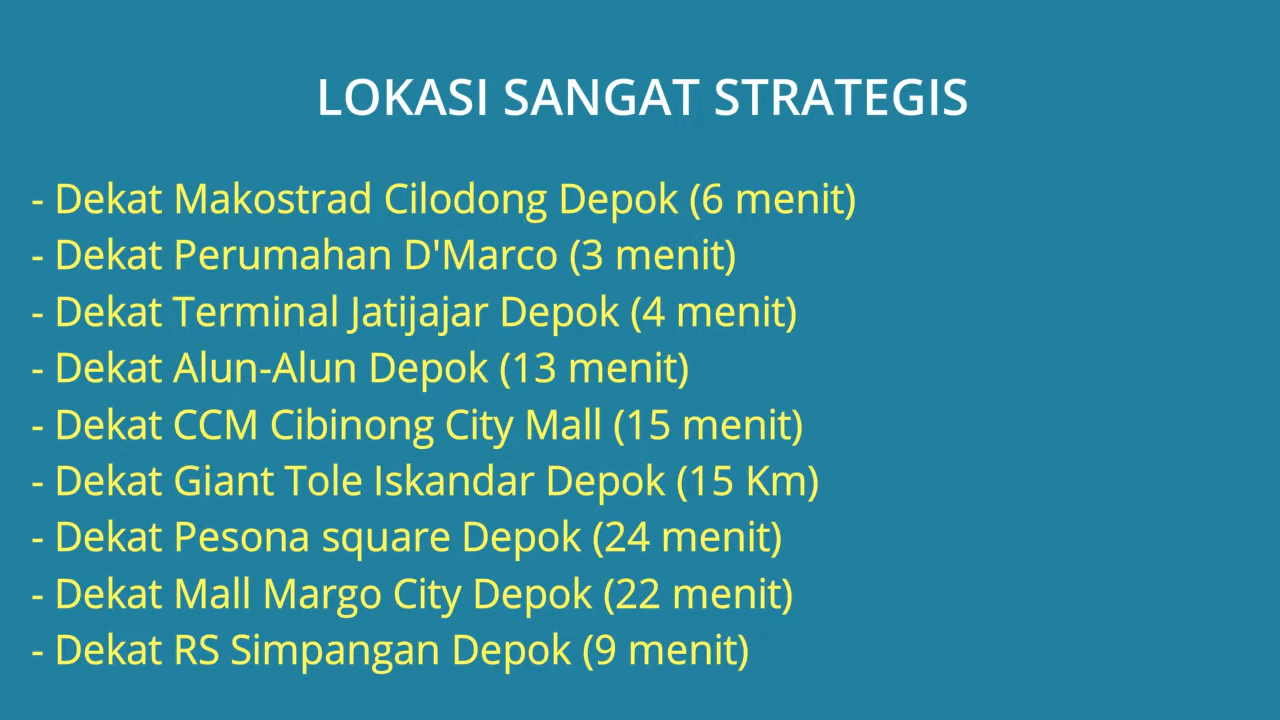 LOKASI SANGAT STRATEGIS
- Dekat Makostrad Cilodong Depok (6 menit)
- Dekat Perumahan D'Marco (3 menit)
- Dekat Terminal Jatijajar Depok (4 menit)
- Dekat Alun-Alun Depok (13 menit)
- Dekat CCM Cibinong City Mall (15 menit)
- Dekat Giant Tole Iskandar Depok (15 Km)
- Dekat Pesona square Depok (24 menit)
- Dekat Mall Margo City Depok (22 menit)
- Dekat RS Simpangan Depok (9 menit)